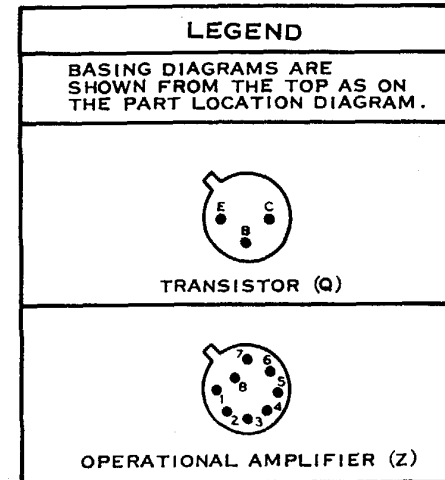 LEGEND
BASING DIAGRAMS ARE
SHOWN FROM THE TOP AS ON
THE PART LOCATION DIAGRAM.
E C
B
TRANSISTOR (Q)
7 6
8 5
1 4
2 3
OPERATIONAL AMPLIFIER (Z)